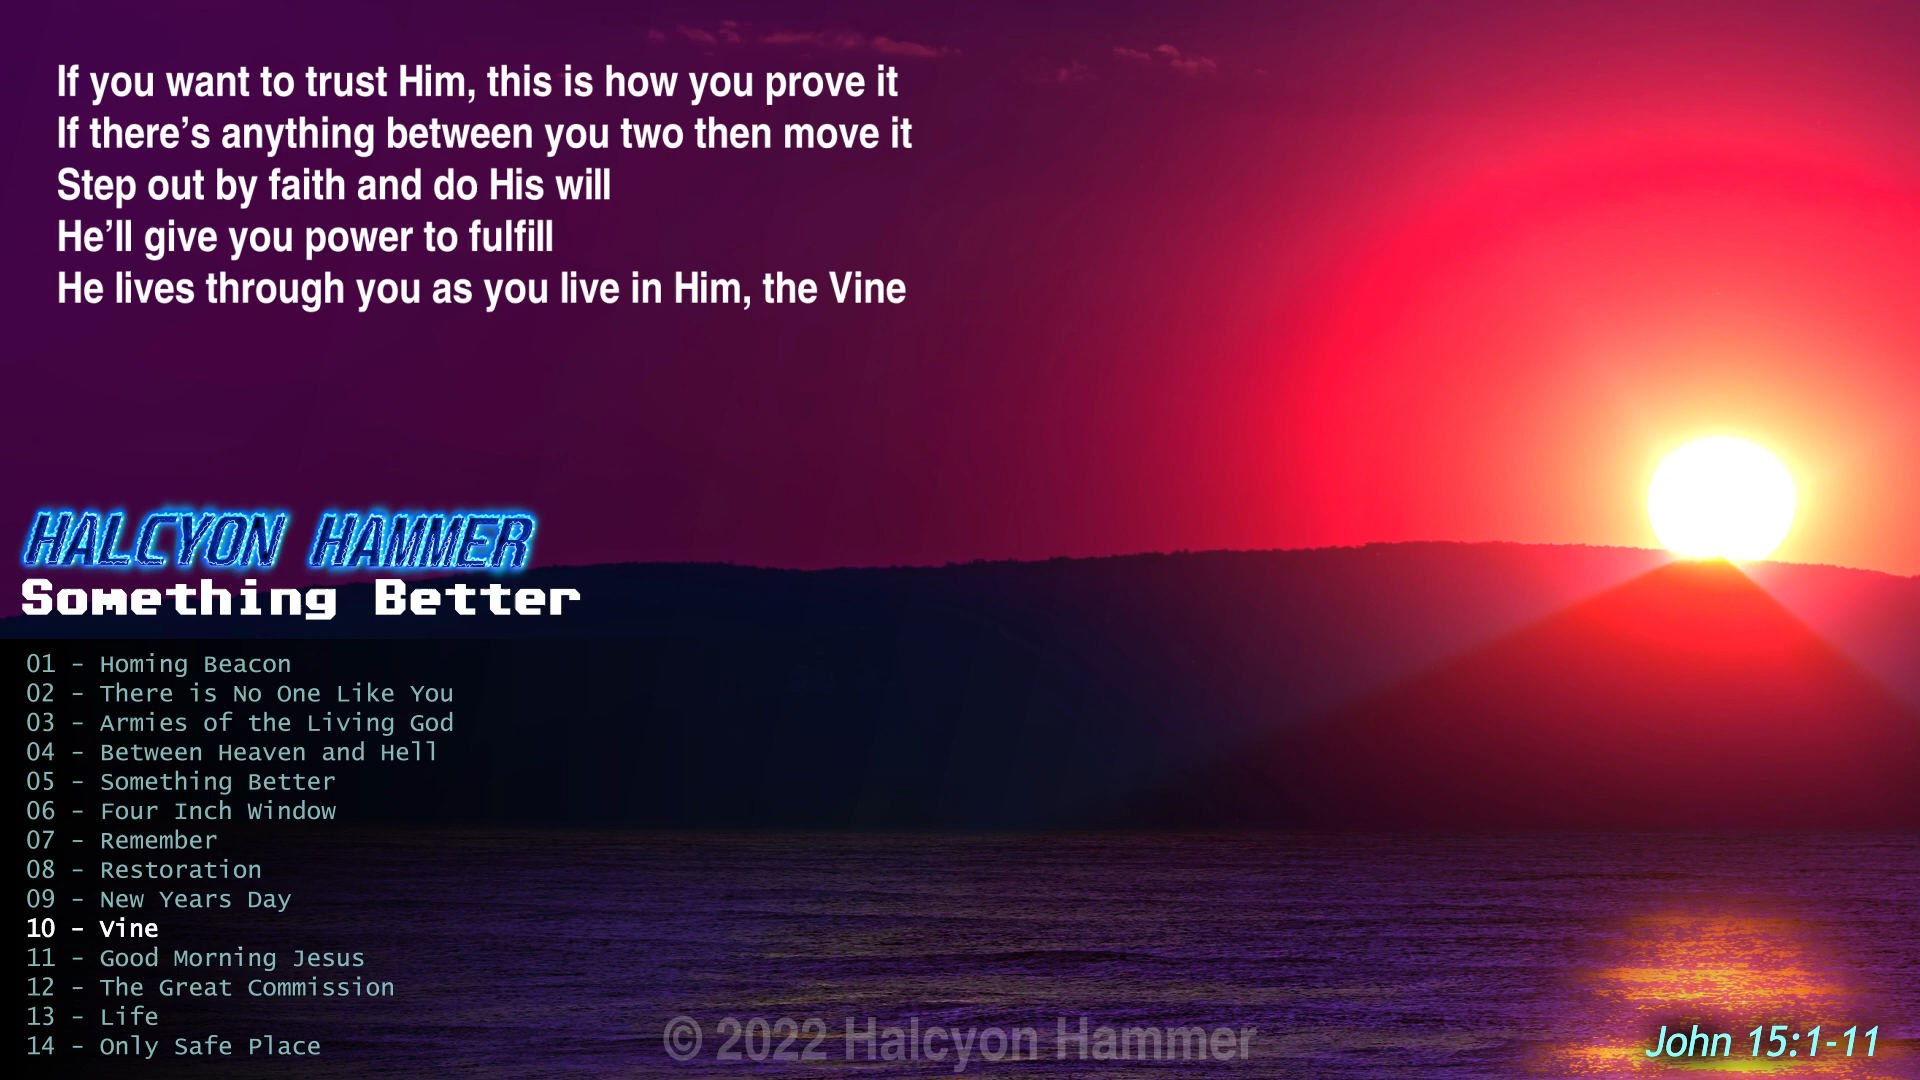 If you want to trust Him, this is how you prove it
If there’s anything between you two then move it
Step out by faith and do His will
He’ll give you power to fulfill
He lives through you as you live in Him, the Vine
HALCYON HAMMER
Something Better
01 – Homing Beacon
02 – There is No One Like You
03 – Armies of the Living God
04 – Between Heaven and Hell
05 – Something Better
06 – Four Inch Window
07 – Remember
08 – Restoration
09 – New Years Day
10 – Vine
11 – Good Morning Jesus
12 – The Great Commission
13 – Life
14 – Only Safe Place
© 2022 Halcyon Hammer
John 15:1-11